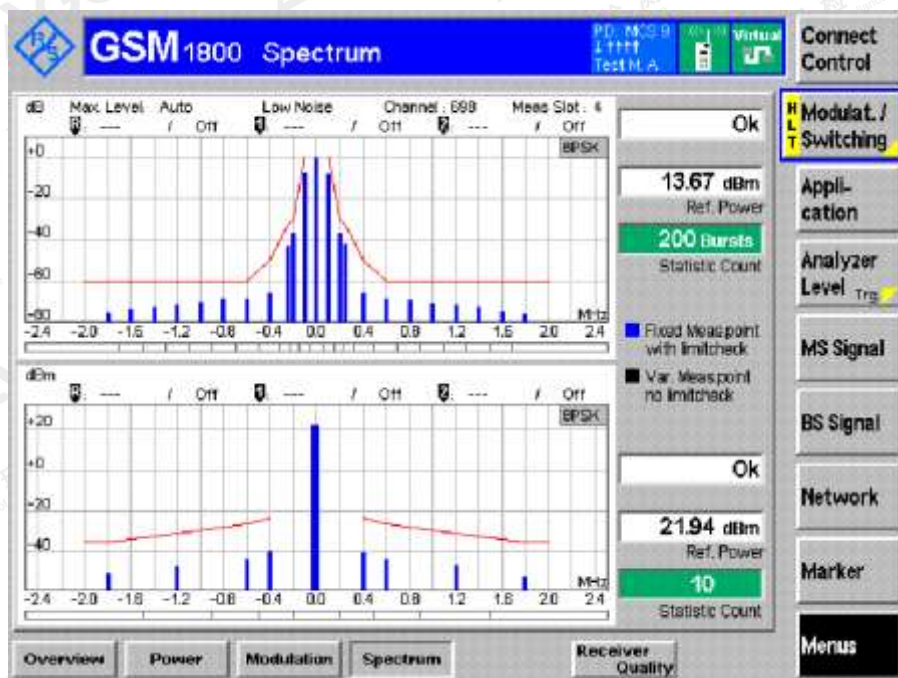 GSM 1800 Spectrum
PD: MCS 9
Test M. A
Virtual
Connect Control
dB Max. Level Auto Low Noise Channel : 698 Meas Slot : 4
--- / Off --- / Off --- / Off
8PSK
+0
-20
-40
-60
-80
MHz
-2.4 -2.0 -1.6 -1.2 -0.8 -0.4 0.0 0.4 0.8 1.2 1.6 2.0 2.4
Ok
13.67 dBm
Ref. Power
200 Bursts
Statistic Count
Fixed Meas.point
with limitcheck
Var. Meas.point
no limitcheck
dBm
--- / Off --- / Off --- / Off
8PSK
+20
+0
-20
-40
MHz
-2.4 -2.0 -1.6 -1.2 -0.8 -0.4 0.0 0.4 0.8 1.2 1.6 2.0 2.4
Ok
21.94 dBm
Ref. Power
10
Statistic Count
HLT
Modulat. /
Switching
Appli-
cation
Analyzer
Level Trg.
MS Signal
BS Signal
Network
Marker
Menus
Overview Power Modulation Spectrum Receiver
Quality